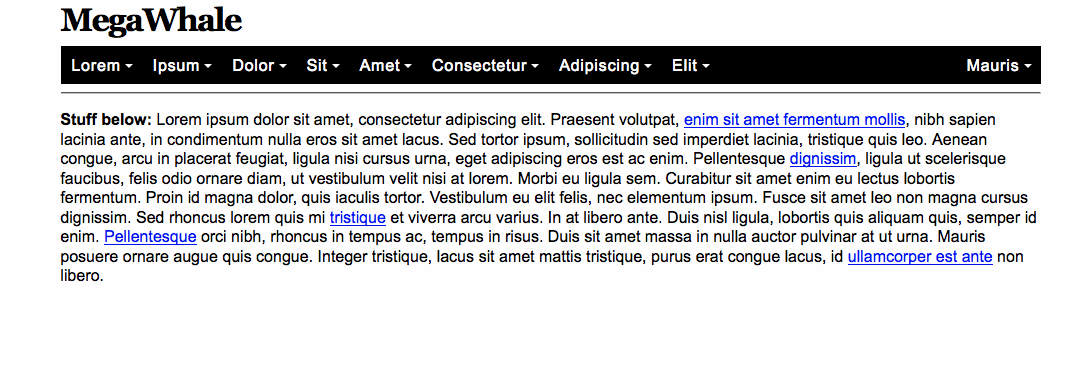 MegaWhale
Lorem Ipsum Dolor Sit Amet Consectetur Adipiscing Elit Mauris
Stuff below: Lorem ipsum dolor sit amet, consectetur adipiscing elit. Praesent volutpat, enim sit amet fermentum mollis, nibh sapien
lacinia ante, in condimentum nulla eros sit amet lacus. Sed tortor ipsum, sollicitudin sed imperdiet lacinia, tristique quis leo. Aenean
congue, arcu in placerat feugiat, ligula nisi cursus urna, eget adipiscing eros est ac enim. Pellentesque dignissim, ligula ut scelerisque
faucibus, felis odio ornare diam, ut vestibulum velit nisi at lorem. Morbi eu ligula sem. Curabitur sit amet enim eu lectus lobortis
fermentum. Proin id magna dolor, quis iaculis tortor. Vestibulum eu elit felis, nec elementum ipsum. Fusce sit amet leo non magna cursus
dignissim. Sed rhoncus lorem quis mi tristique et viverra arcu varius. In at libero ante. Duis nisl ligula, lobortis quis aliquam quis, semper id
enim. Pellentesque orci nibh, rhoncus in tempus ac, tempus in risus. Duis sit amet massa in nulla auctor pulvinar at ut urna. Mauris
posuere ornare augue quis congue. Integer tristique, lacus sit amet mattis tristique, purus erat congue lacus, id ullamcorper est ante non
libero.